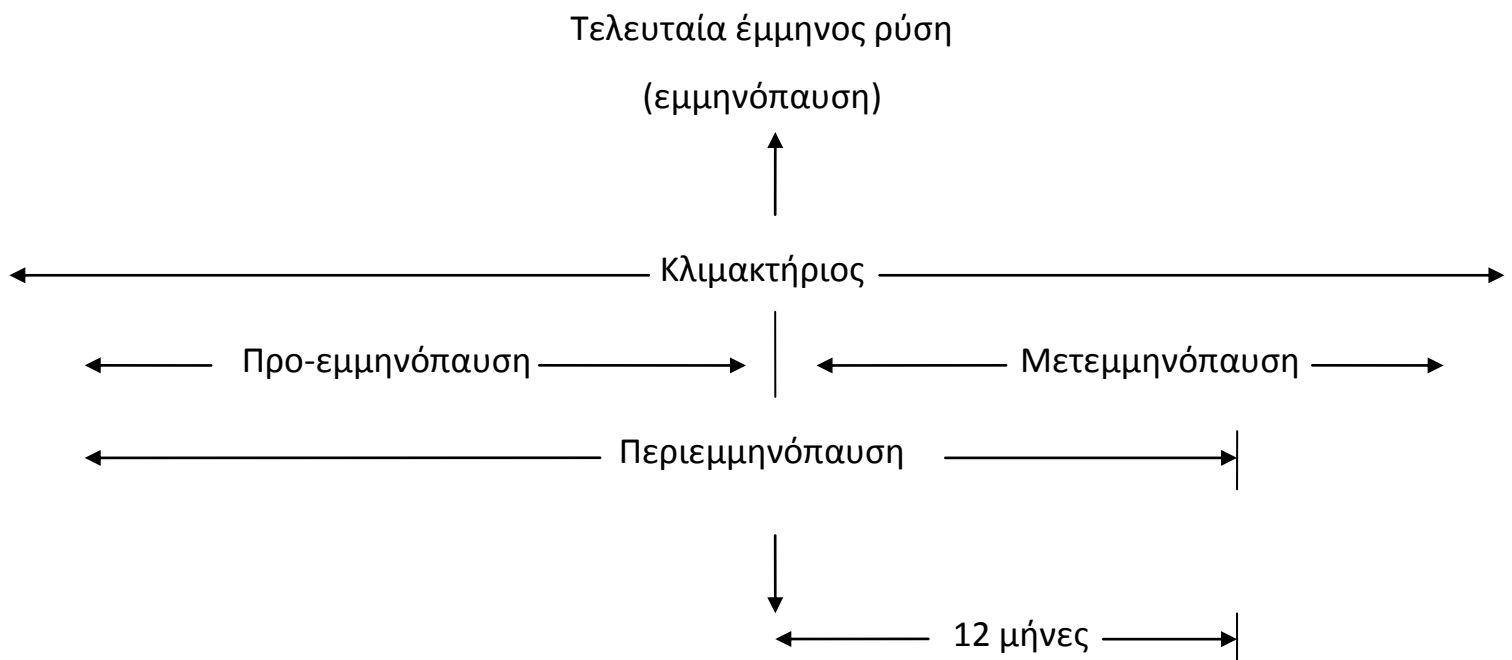 Τελευταία έμμηνος ρύση
(εμμηνόπαυση)
Κλιμακτήριος
Προ-εμμηνόπαυση Μετεμμηνόπαυση
Περιεμμηνόπαυση
12 μήνες